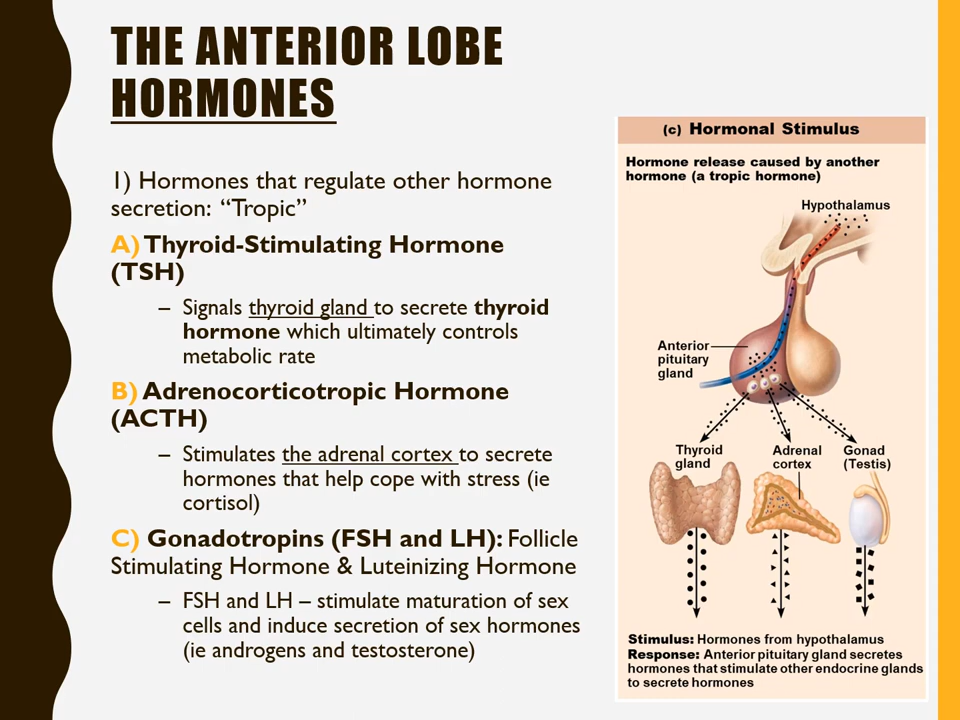 THE ANTERIOR LOBE
HORMONES
1) Hormones that regulate other hormone
secretion: “Tropic”
A) Thyroid-Stimulating Hormone
(TSH)
– Signals thyroid gland to secrete thyroid
hormone which ultimately controls
metabolic rate
B) Adrenocorticotropic Hormone
(ACTH)
– Stimulates the adrenal cortex to secrete
hormones that help cope with stress (ie
cortisol)
C) Gonadotropins (FSH and LH): Follicle
Stimulating Hormone & Luteinizing Hormone
– FSH and LH – stimulate maturation of sex
cells and induce secretion of sex hormones
(ie androgens and testosterone)
(c) Hormonal Stimulus
Hormone release caused by another
hormone (a tropic hormone)
Hypothalamus
Anterior
pituitary
gland
Thyroid
gland
Adrenal
cortex
Gonad
(Testis)
Stimulus: Hormones from hypothalamus
Response: Anterior pituitary gland secretes
hormones that stimulate other endocrine glands
to secrete hormones